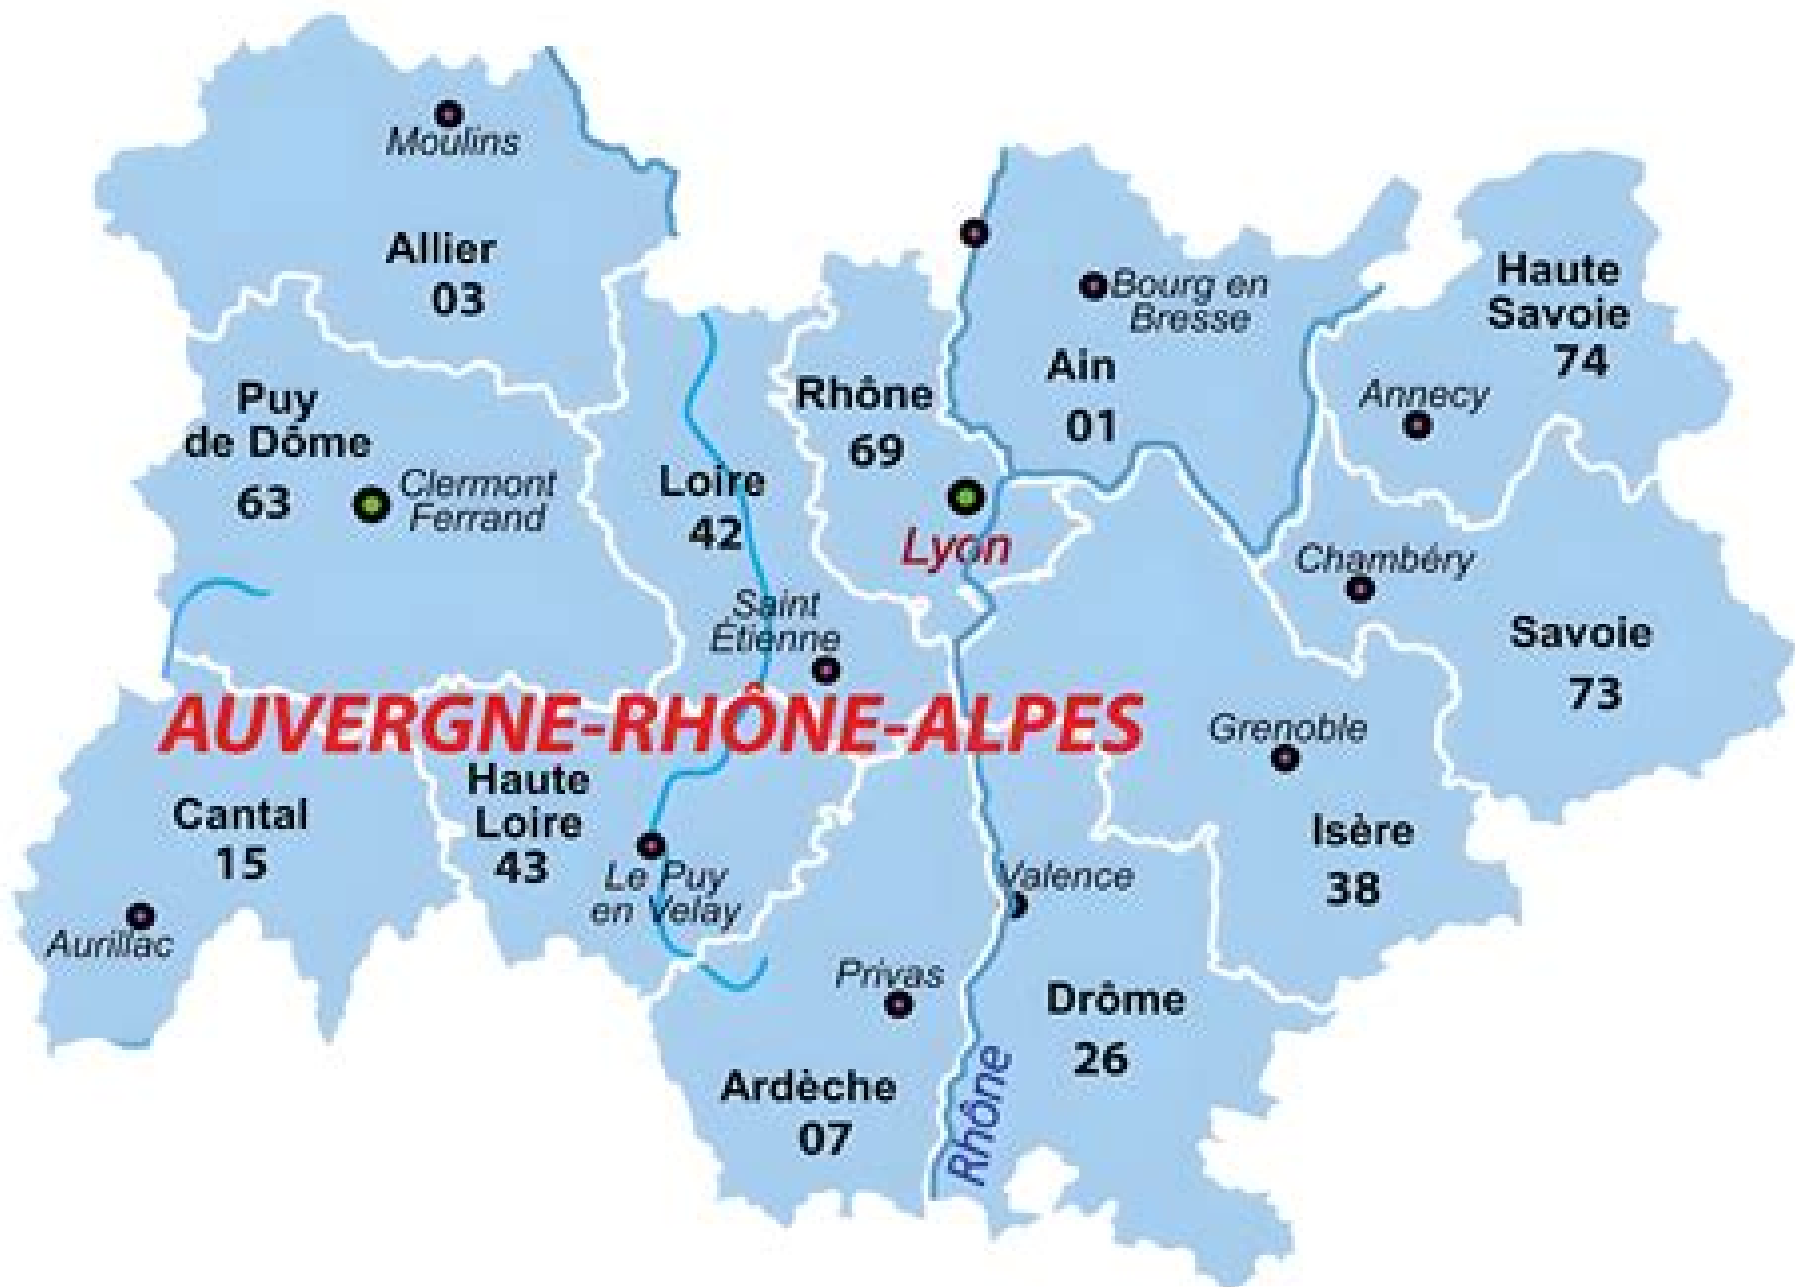 Moulins
Allier
03
Bourg en
Bresse
Ain
01
Haute
Savoie
74
Annecy
Puy
de Dôme
63
Clermont
Ferrand
Loire
42
Rhône
69
Lyon
Saint
Étienne
Chambéry
Savoie
73
AUVERGNE-RHÔNE-ALPES
Grenoble
Isère
38
Cantal
15
Aurillac
Haute
Loire
43
Le Puy
en Velay
Valence
Privas
Ardèche
07
Drôme
26
Rhône